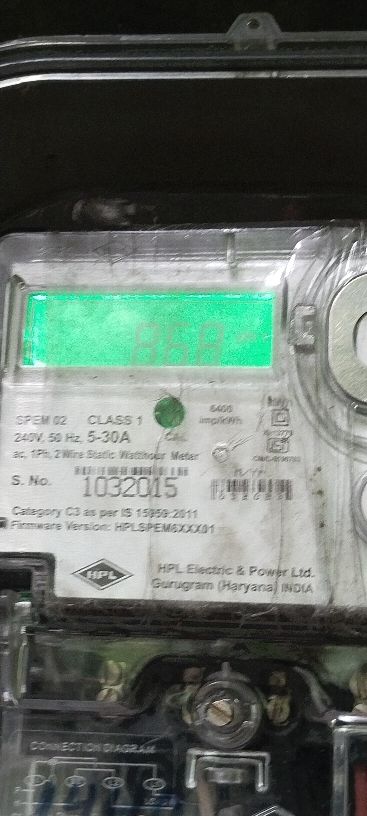 868
SPEM 02 CLASS 1
240V, 50 Hz, 5-30A
CAL
6400
imp/kWh
ac, 1Ph, 2 Wire Static Watthour Meter
S. No. 1032015
Category C3 as per IS 15959:2011
Firmware Version: HPLSPEM6XXX01
HPL
HPL Electric & Power Ltd.
Gurugram (Haryana) INDIA
CONNECTION DIAGRAM